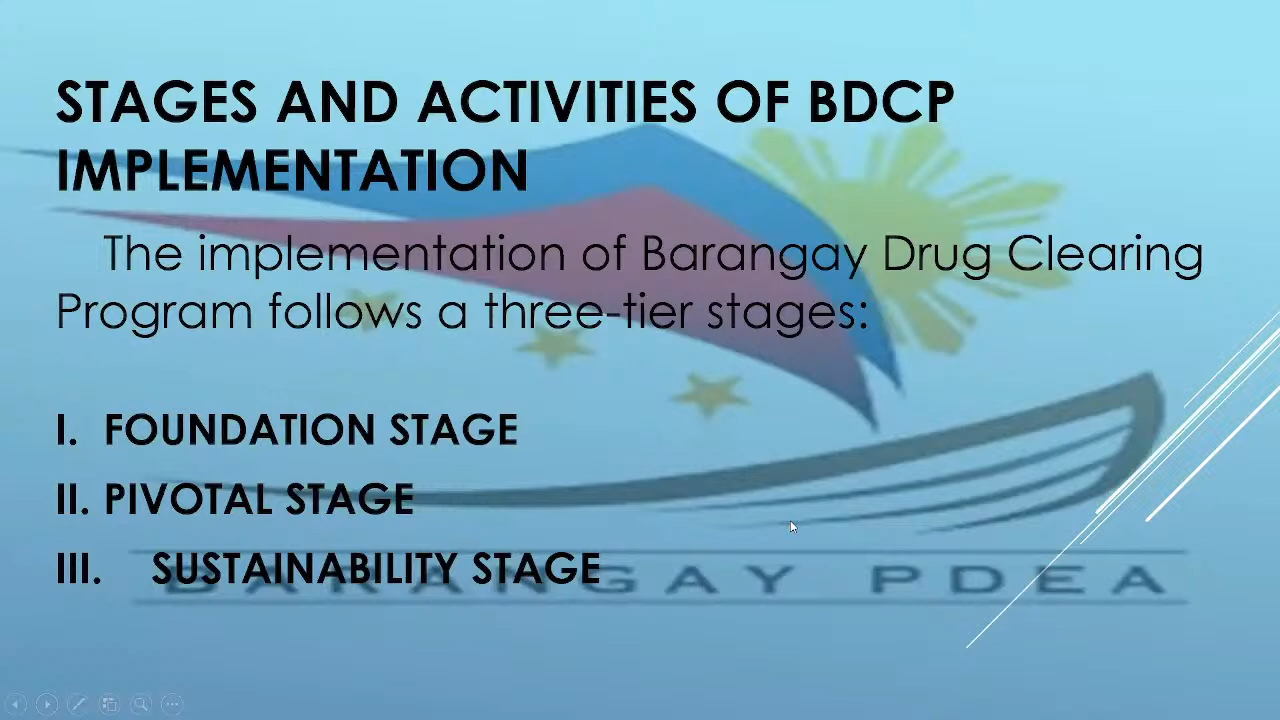 STAGES AND ACTIVITIES OF BDCP
IMPLEMENTATION
The implementation of Barangay Drug Clearing
Program follows a three-tier stages:
I. FOUNDATION STAGE
II. PIVOTAL STAGE
III. SUSTAINABILITY STAGE
BARANGAY PDEA